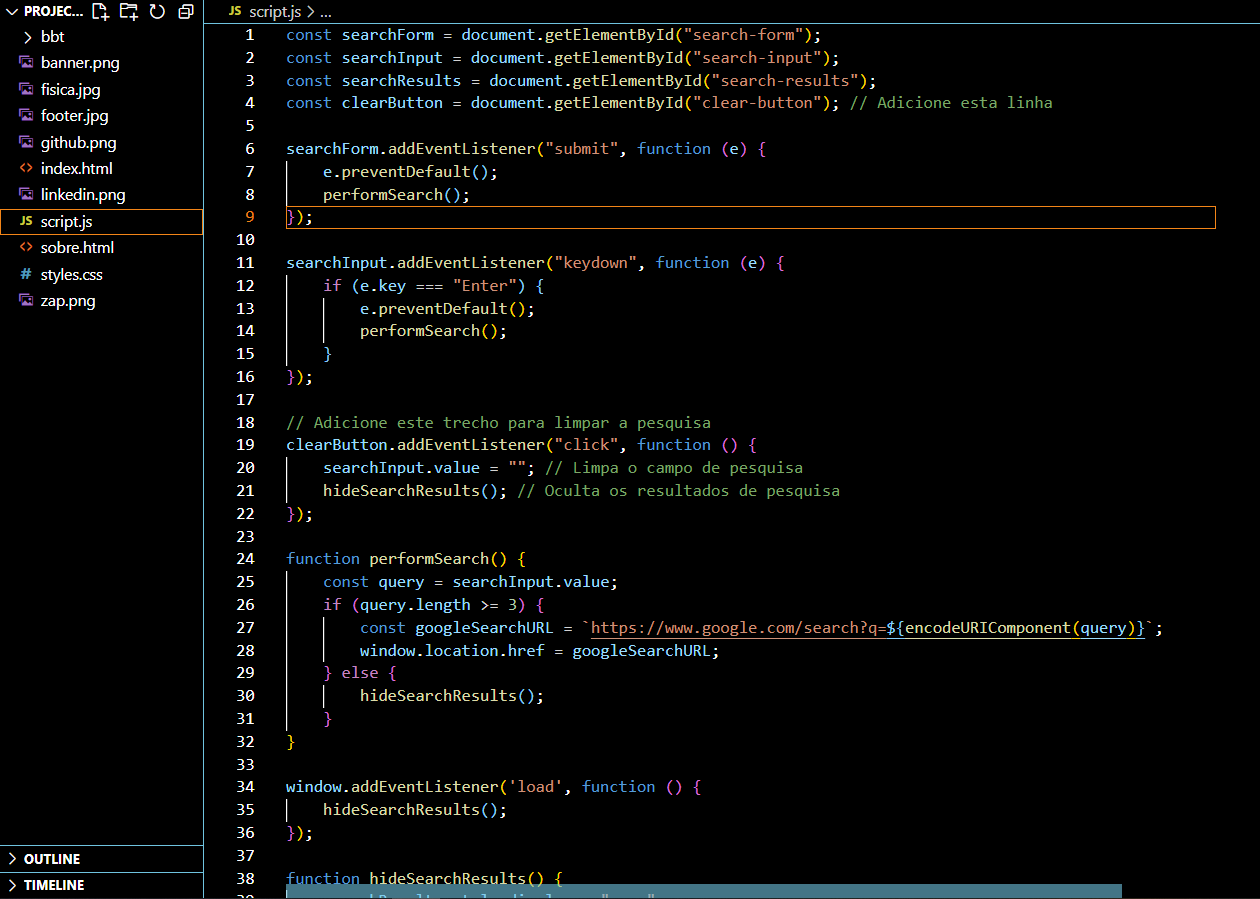 PROJEC...
bbt
banner.png
fisica.jpg
footer.jpg
github.png
index.html
linkedin.png
JS script.js
sobre.html
# styles.css
zap.png
OUTLINE
TIMELINE
JS script.js > ...
1 const searchForm = document.getElementById("search-form");
2 const searchInput = document.getElementById("search-input");
3 const searchResults = document.getElementById("search-results");
4 const clearButton = document.getElementById("clear-button"); // Adicione esta linha
5
6 searchForm.addEventListener("submit", function (e) {
7     e.preventDefault();
8     performSearch();
9 });
10
11 searchInput.addEventListener("keydown", function (e) {
12     if (e.key === "Enter") {
13         e.preventDefault();
14         performSearch();
15     }
16 });
17
18 // Adicione este trecho para limpar a pesquisa
19 clearButton.addEventListener("click", function () {
20     searchInput.value = ""; // Limpa o campo de pesquisa
21     hideSearchResults(); // Oculta os resultados de pesquisa
22 });
23
24 function performSearch() {
25     const query = searchInput.value;
26     if (query.length >= 3) {
27         const googleSearchURL = `https://www.google.com/search?q=${encodeURIComponent(query)}`;
28         window.location.href = googleSearchURL;
29     } else {
30         hideSearchResults();
31     }
32 }
33
34 window.addEventListener('load', function () {
35     hideSearchResults();
36 });
37
38 function hideSearchResults() {